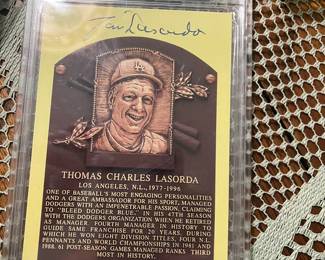 Tom Lasorda
LA
THOMAS CHARLES LASORDA
LOS ANGELES, N.L., 1977-1996
ONE OF BASEBALL'S MOST ENGAGING PERSONALITIES
AND A GREAT AMBASSADOR FOR HIS SPORT, MANAGED
DODGERS WITH AN IMPENETRABLE PASSION, CLAIMING
TO "BLEED DODGER BLUE." IN HIS 47TH SEASON
WITH THE DODGERS ORGANIZATION WHEN HE RETIRED
AS MANAGER. FOURTH MANAGER IN HISTORY TO
GUIDE SAME FRANCHISE FOR 20 YEARS, DURING
WHICH HE WON EIGHT DIVISION TITLES, FOUR N.L.
PENNANTS AND WORLD CHAMPIONSHIPS IN 1981 AND
1988. 61 POST-SEASON GAMES MANAGED RANKS THIRD
MOST IN HISTORY.